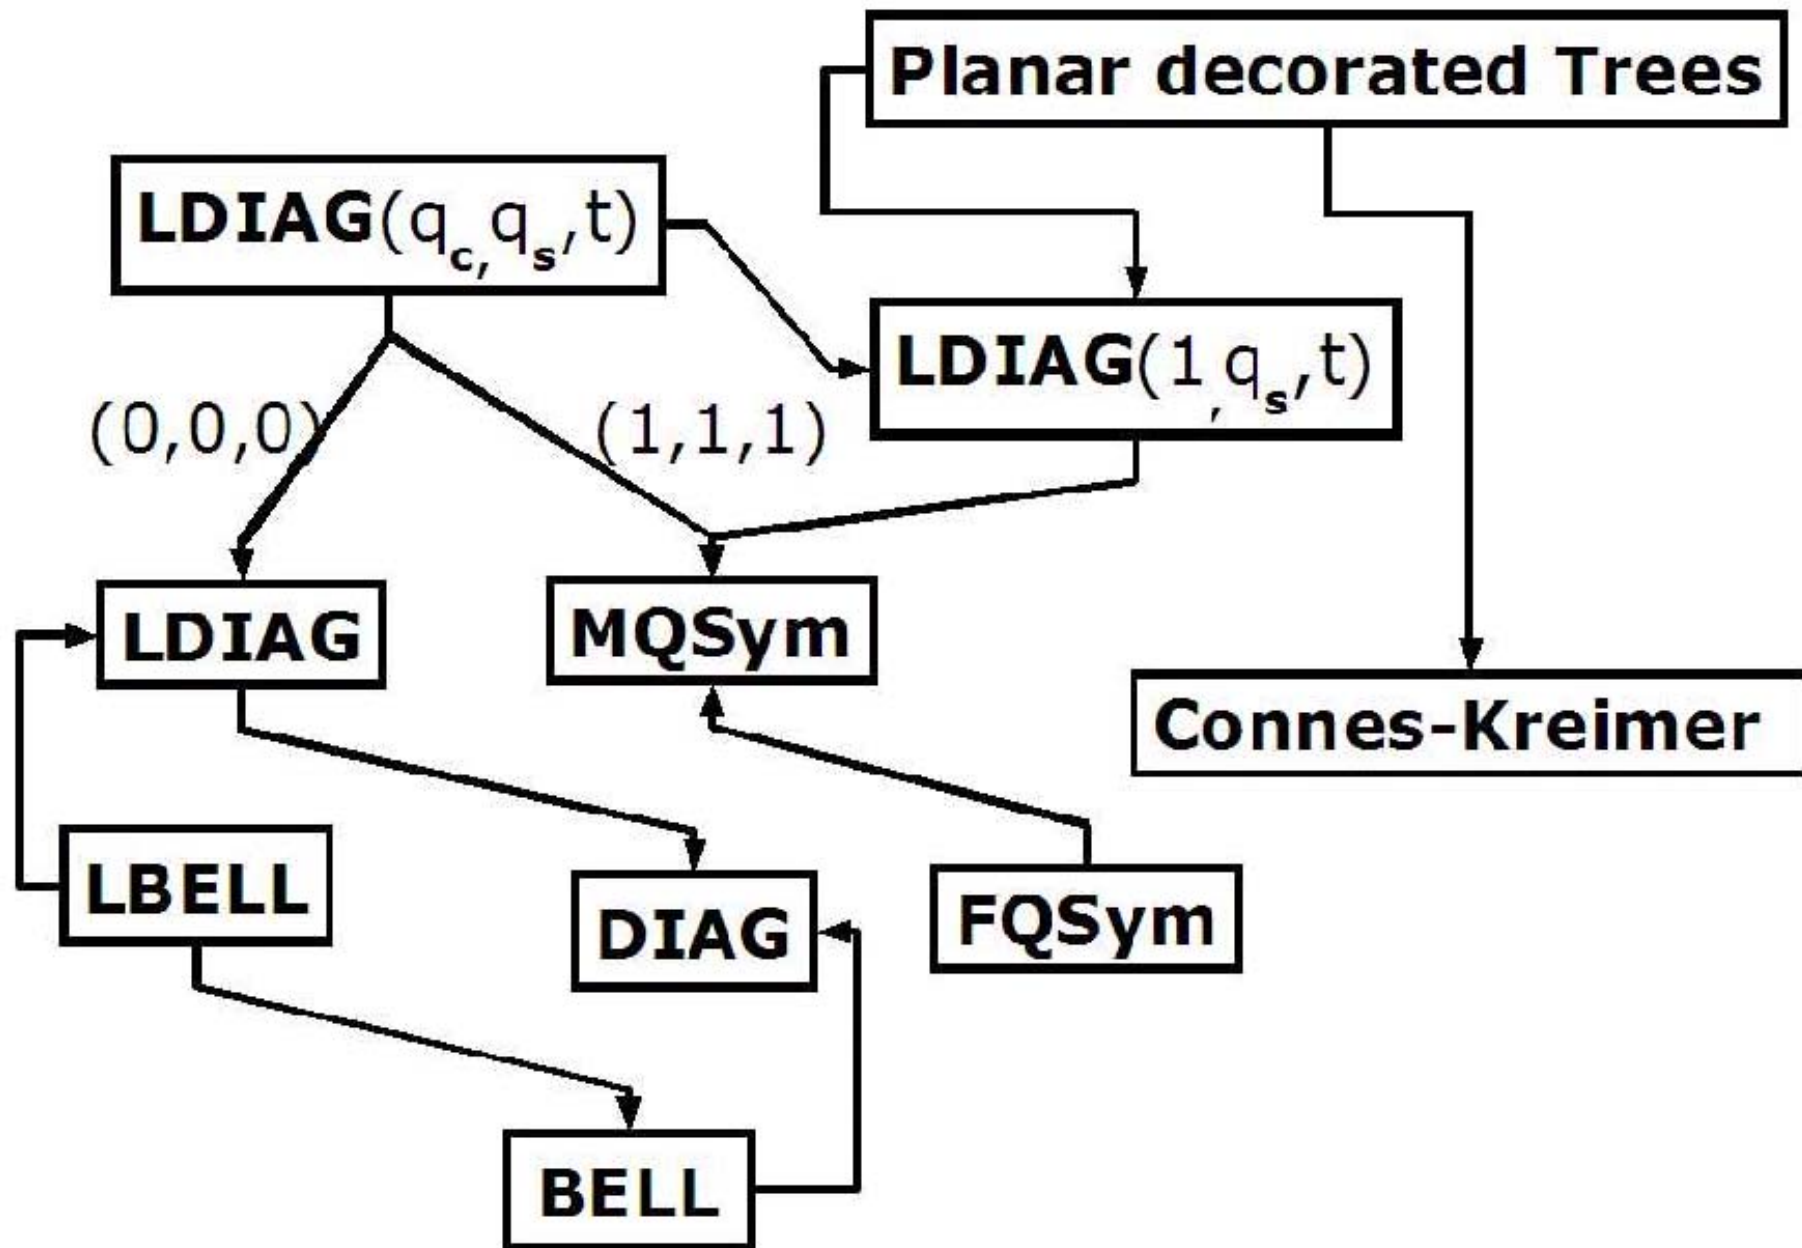 Planar decorated Trees
LDIAG(qc,qs,t)
LDIAG(1,qs,t)
(0,0,0)
(1,1,1)
LDIAG
MQSym
Connes-Kreimer
LBELL
DIAG
FQSym
BELL